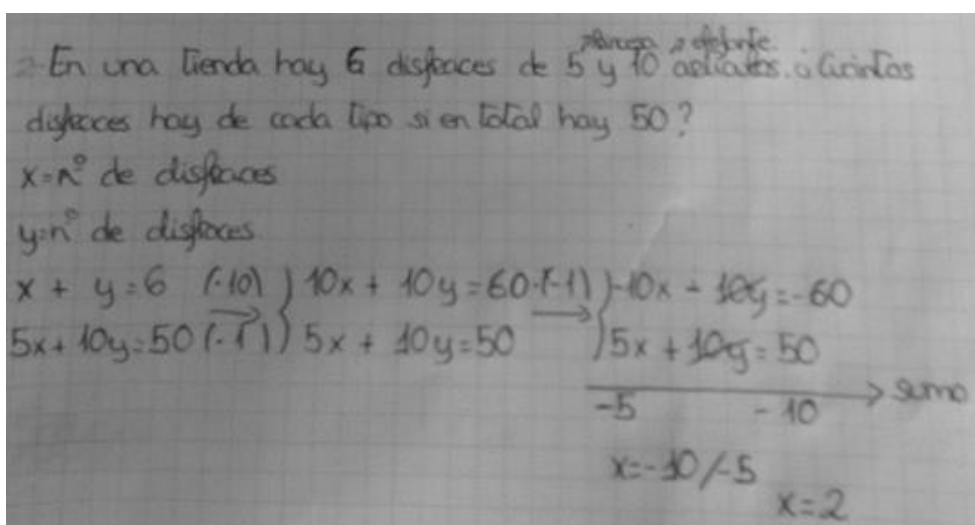 2. En una tienda hay 6 disfraces de 5 y 10 ¿Cuántos
disfraces hay de cada tipo si en total hay 50?
x=nº de disfraces
y=nº de disfraces
x + y=6 (·10) ) 10x + 10y=60·(-1) ) -10x - 10y=-60
5x+10y=50 (·1) ) 5x + 10y=50 ) 5x + 10y=50
-5 -10 → sumo
x=-10/-5
x=2